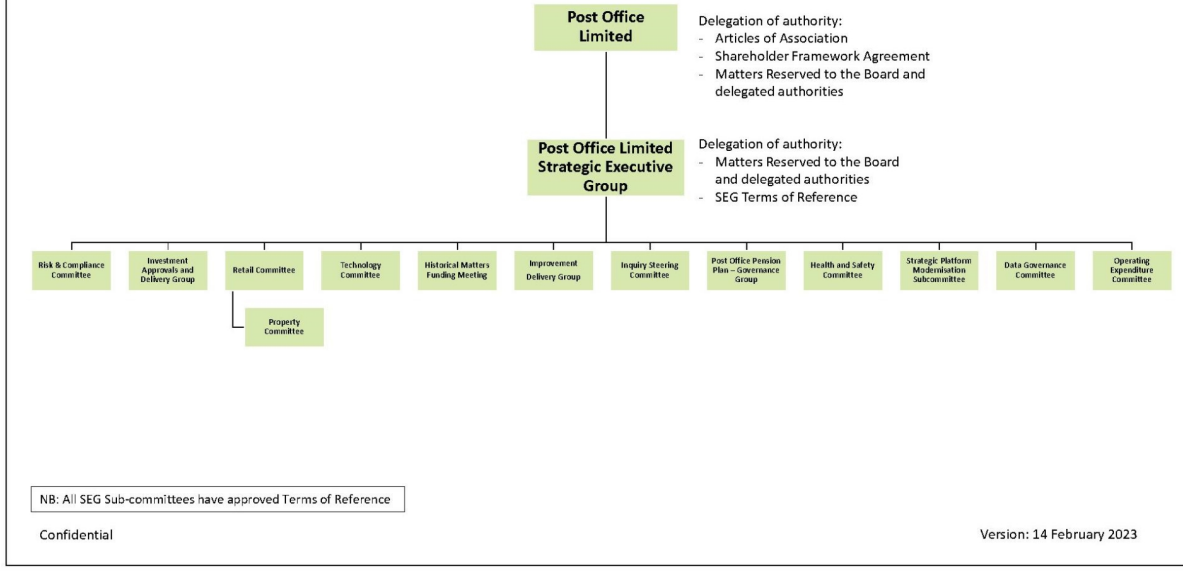 Post Office
Limited
Delegation of authority:
- Articles of Association
- Shareholder Framework Agreement
- Matters Reserved to the Board and
delegated authorities
Post Office Limited
Strategic Executive
Group
Delegation of authority:
- Matters Reserved to the Board
and delegated authorities
- SEG Terms of Reference
Risk & Compliance
Committee
Investment
Approvals and
Delivery Group
Retail Committee
Technology
Committee
Historical Matters
Funding Meeting
Improvement
Delivery Group
Inquiry Steering
Committee
Post Office Pension
Plan – Governance
Group
Health and Safety
Committee
Strategic Platform
Modernisation
Subcommittee
Data Governance
Committee
Operating
Expenditure
Committee
Property
Committee
NB: All SEG Sub-committees have approved Terms of Reference
Confidential
Version: 14 February 2023